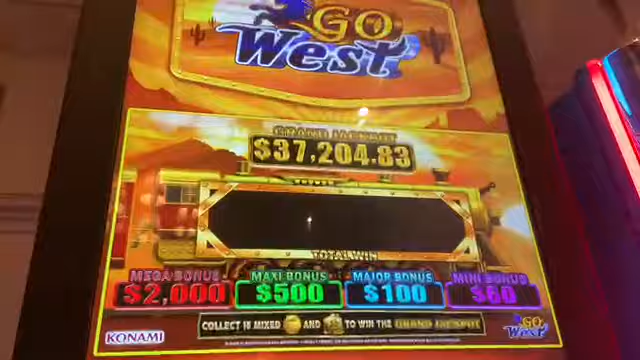 GO
West
GRAND JACKPOT
$37,204.83
TOTAL WIN
MEGA BONUS
$2,000
MAXI BONUS
$500
MAJOR BONUS
$100
MINI BONUS
$60
COLLECT 15 MIXED AND TO WIN THE GRAND JACKPOT
KONAMI
GO
West